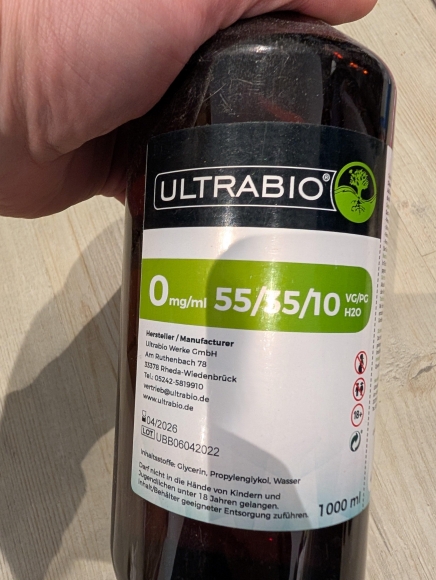 ULTRABIO®
0 mg/ml 55/35/10 VG/PG H2O
Hersteller / Manufacturer
Ultrabio Werke GmbH
Am Ruthenbach 78
33378 Rheda-Wiedenbrück
Tel.: 05242-5819910
vertrieb@ultrabio.de
www.ultrabio.de
04/2026
LOT UBB06042022
Inhaltsstoffe: Glycerin, Propylenglykol, Wasser
Darf nicht in die Hände von Kindern und
Jugendlichen unter 18 Jahren gelangen.
Inhalt/Behälter geeigneter Entsorgung zuführen.
18+
1000 ml